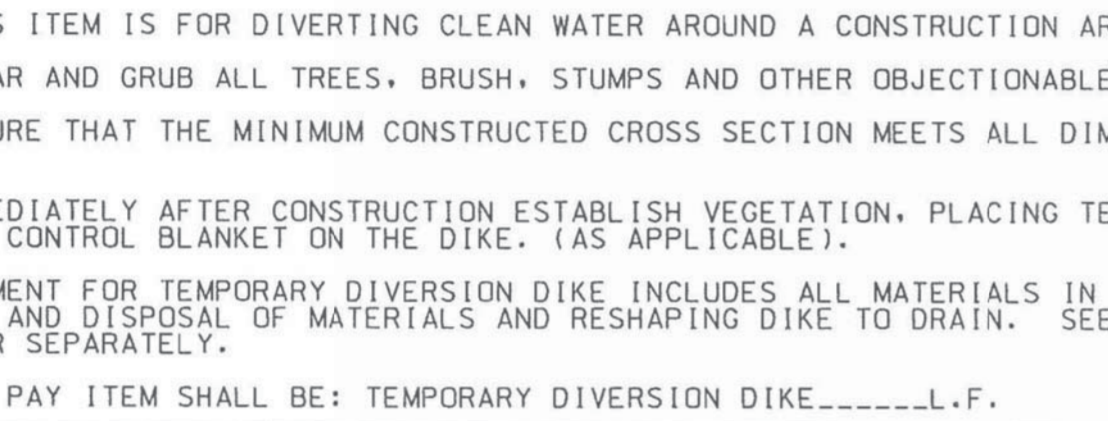 S ITEM IS FOR DIVERTING CLEAN WATER AROUND A CONSTRUCTION AR
AR AND GRUB ALL TREES, BRUSH, STUMPS AND OTHER OBJECTIONABLE
URE THAT THE MINIMUM CONSTRUCTED CROSS SECTION MEETS ALL DIM
EDIATELY AFTER CONSTRUCTION ESTABLISH VEGETATION, PLACING TE
CONTROL BLANKET ON THE DIKE. (AS APPLICABLE).
MENT FOR TEMPORARY DIVERSION DIKE INCLUDES ALL MATERIALS IN
AND DISPOSAL OF MATERIALS AND RESHAPING DIKE TO DRAIN. SEE
R SEPARATELY.
PAY ITEM SHALL BE: TEMPORARY DIVERSION DIKE______L.F.